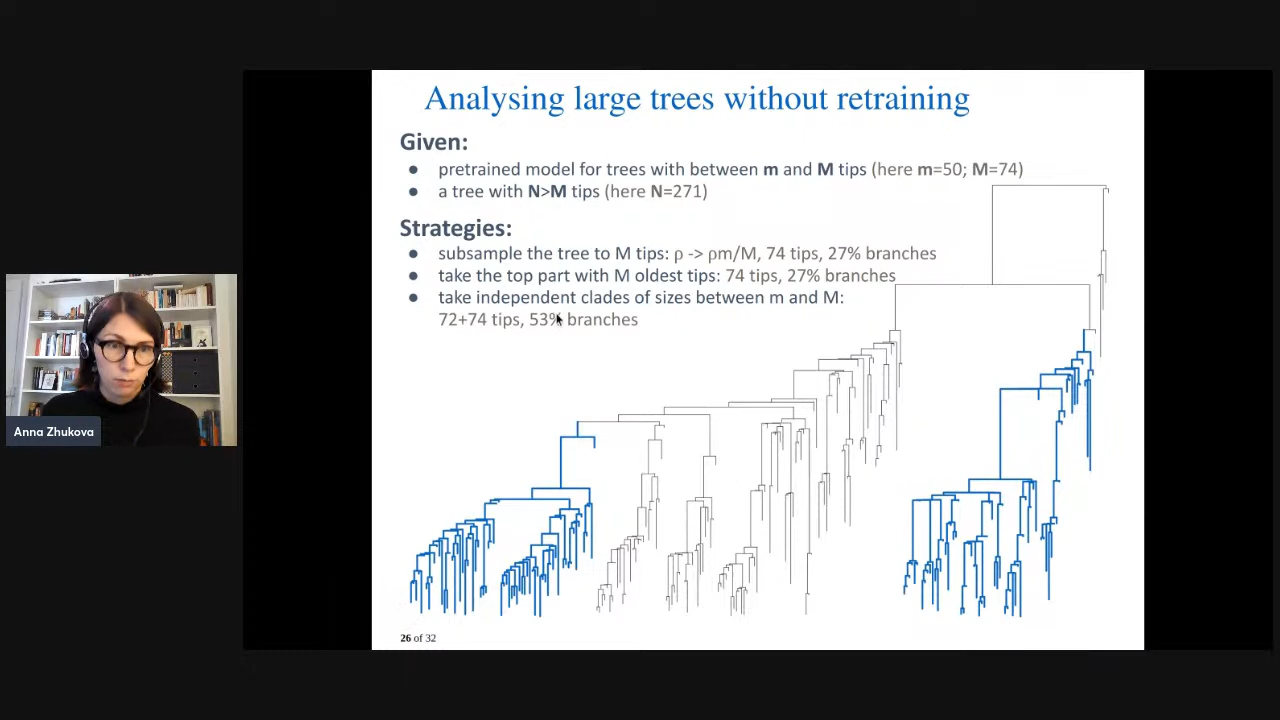 Analysing large trees without retraining
Given:
● pretrained model for trees with between m and M tips (here m=50; M=74)
● a tree with N>M tips (here N=271)
Strategies:
● subsample the tree to M tips: ρ -> ρm/M, 74 tips, 27% branches
● take the top part with M oldest tips: 74 tips, 27% branches
● take independent clades of sizes between m and M:
72+74 tips, 53% branches
Anna Zhukova
26 of 32